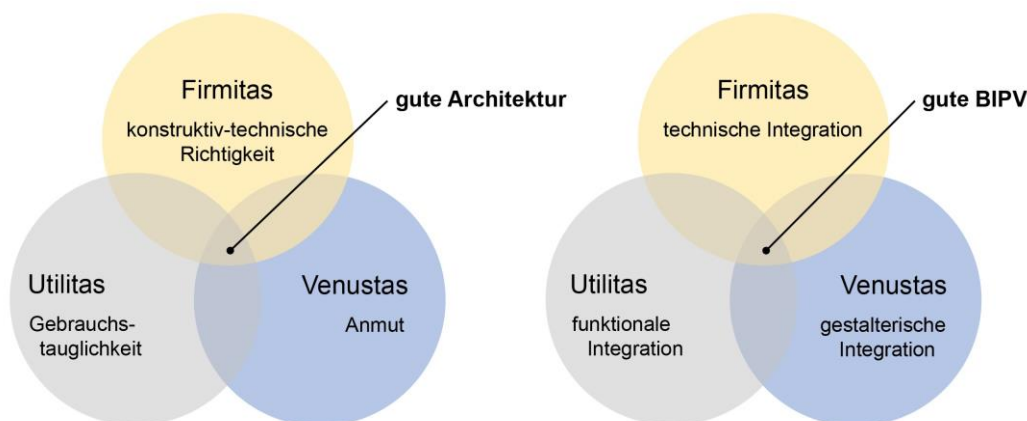 Firmitas
konstruktiv-technische
Richtigkeit
gute Architektur
Utilitas
Gebrauchs-
tauglichkeit
Venustas
Anmut
Firmitas
technische Integration
gute BIPV
Utilitas
funktionale
Integration
Venustas
gestalterische
Integration